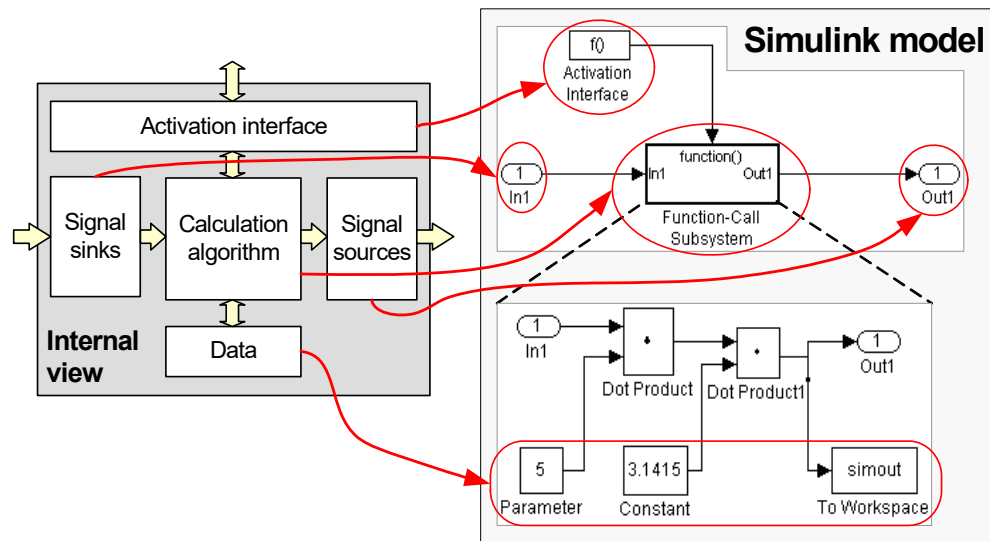 Activation interface
Signal
sinks
Calculation
algorithm
Signal
sources
Internal
view
Data
Simulink model
f()
Activation
Interface
1
In1
function()
In1
Out1
Function-Call
Subsystem
1
Out1
1
In1
Dot Product
Dot Product1
1
Out1
5
Parameter
3.1415
Constant
simout
To Workspace